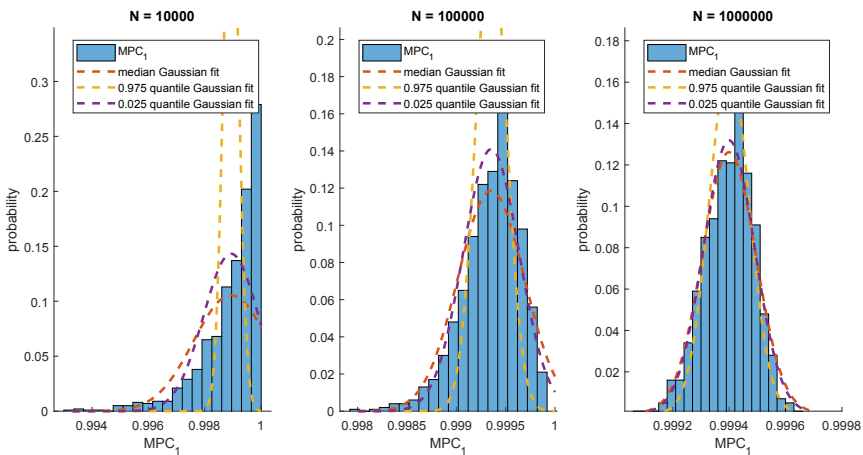 N = 10000
0.3
0.25
0.2
0.15
0.1
0.05
0
probability
MPC1
median Gaussian fit
0.975 quantile Gaussian fit
0.025 quantile Gaussian fit
0.994 0.996 0.998 1
MPC1
N = 100000
0.2
0.18
0.16
0.14
0.12
0.1
0.08
0.06
0.04
0.02
0
probability
MPC1
median Gaussian fit
0.975 quantile Gaussian fit
0.025 quantile Gaussian fit
0.998 0.9985 0.999 0.9995 1
MPC1
N = 1000000
0.18
0.16
0.14
0.12
0.1
0.08
0.06
0.04
0.02
probability
MPC1
median Gaussian fit
0.975 quantile Gaussian fit
0.025 quantile Gaussian fit
0.9992 0.9994 0.9996 0.9998
MPC1